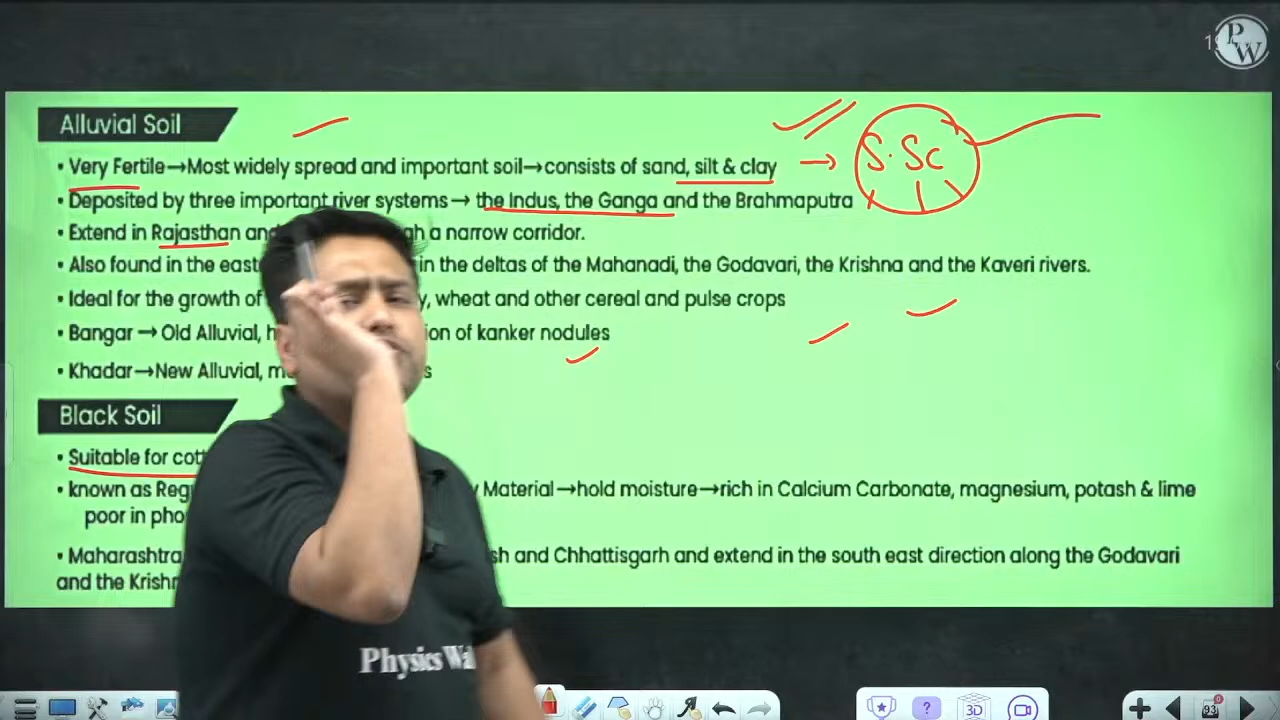 PW
Alluvial Soil
• Very Fertile→Most widely spread and important soil→consists of sand, silt & clay → S.Sc
• Deposited by three important river systems → the Indus, the Ganga and the Brahmaputra
• Extend in Rajasthan and a narrow corridor.
• Also found in the in the deltas of the Mahanadi, the Godavari, the Krishna and the Kaveri rivers.
• Ideal for the growth of wheat and other cereal and pulse crops
• Bangar → Old Alluvial, of kanker nodules
• Khadar→New Alluvial,
Black Soil
• Suitable for
• known as Material→hold moisture→rich in Calcium Carbonate, magnesium, potash & lime
poor in
• Maharashtra and Chhattisgarh and extend in the south east direction along the Godavari
and the
Physics
?
3D
93